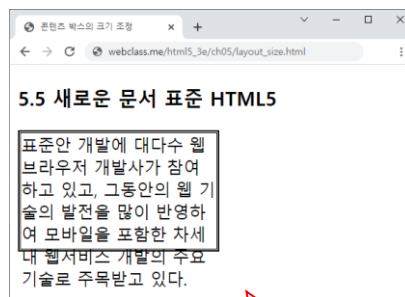 콘텐츠 박스의 크기 조정
webclass.me/html5_3e/ch05/layout_size.html
5.5 새로운 문서 표준 HTML5
표준안 개발에 대다수 웹
브라우저 개발사가 참여
하고 있고, 그동안의 웹 기
술의 발전을 많이 반영하
여 모바일을 포함한 차세
대 웹서비스 개발의 주요
기술로 주목받고 있다.